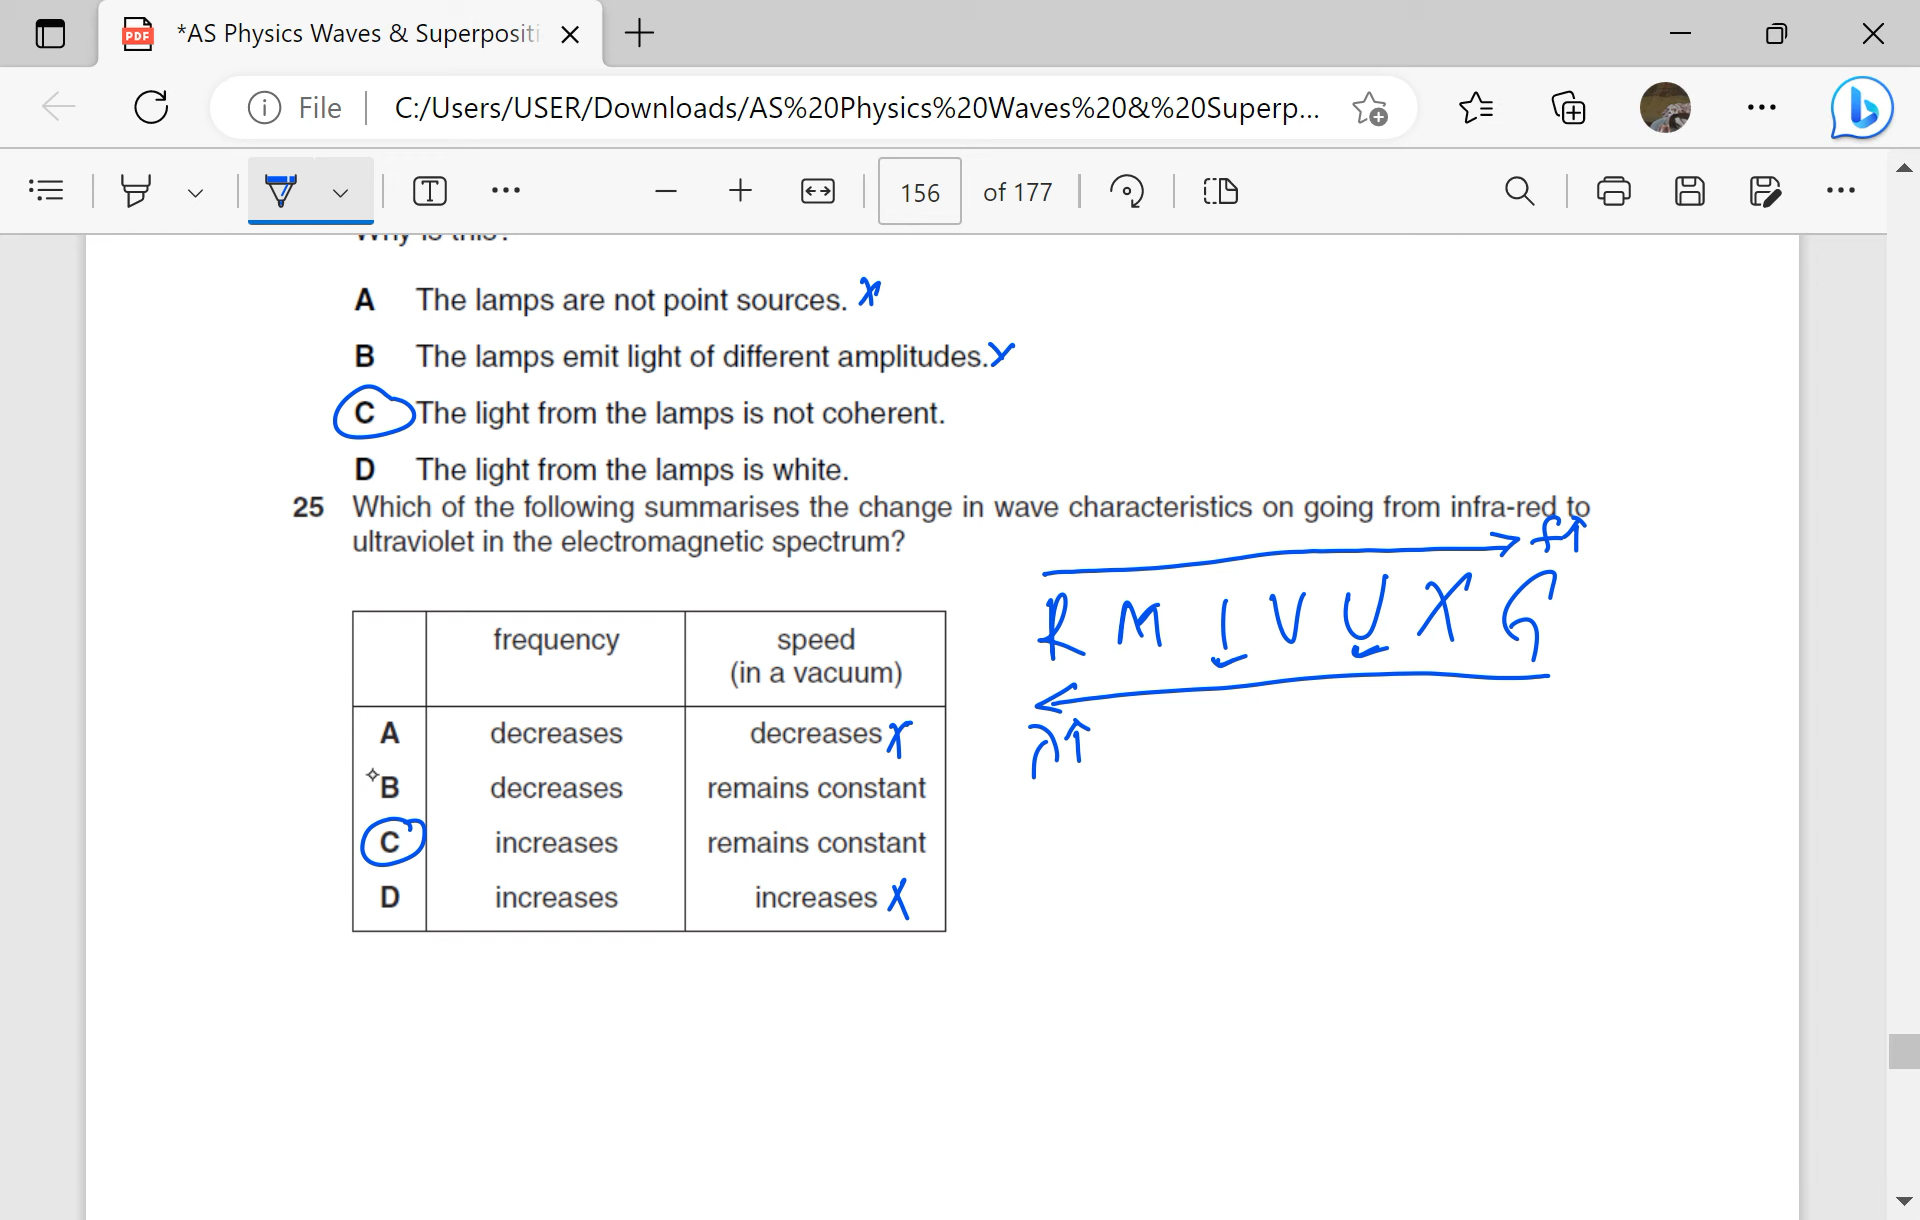 *AS Physics Waves & Superpositi
File
C:/Users/USER/Downloads/AS%20Physics%20Waves%20&%20Superp...
156 of 177
Why is this?
A The lamps are not point sources. X
B The lamps emit light of different amplitudes. X
C The light from the lamps is not coherent.
D The light from the lamps is white.
25 Which of the following summarises the change in wave characteristics on going from infra-red to
ultraviolet in the electromagnetic spectrum?
f↑
R M I V U X G
λ↑
frequency speed
(in a vacuum)
A decreases decreases X
B decreases remains constant
C increases remains constant
D increases increases X